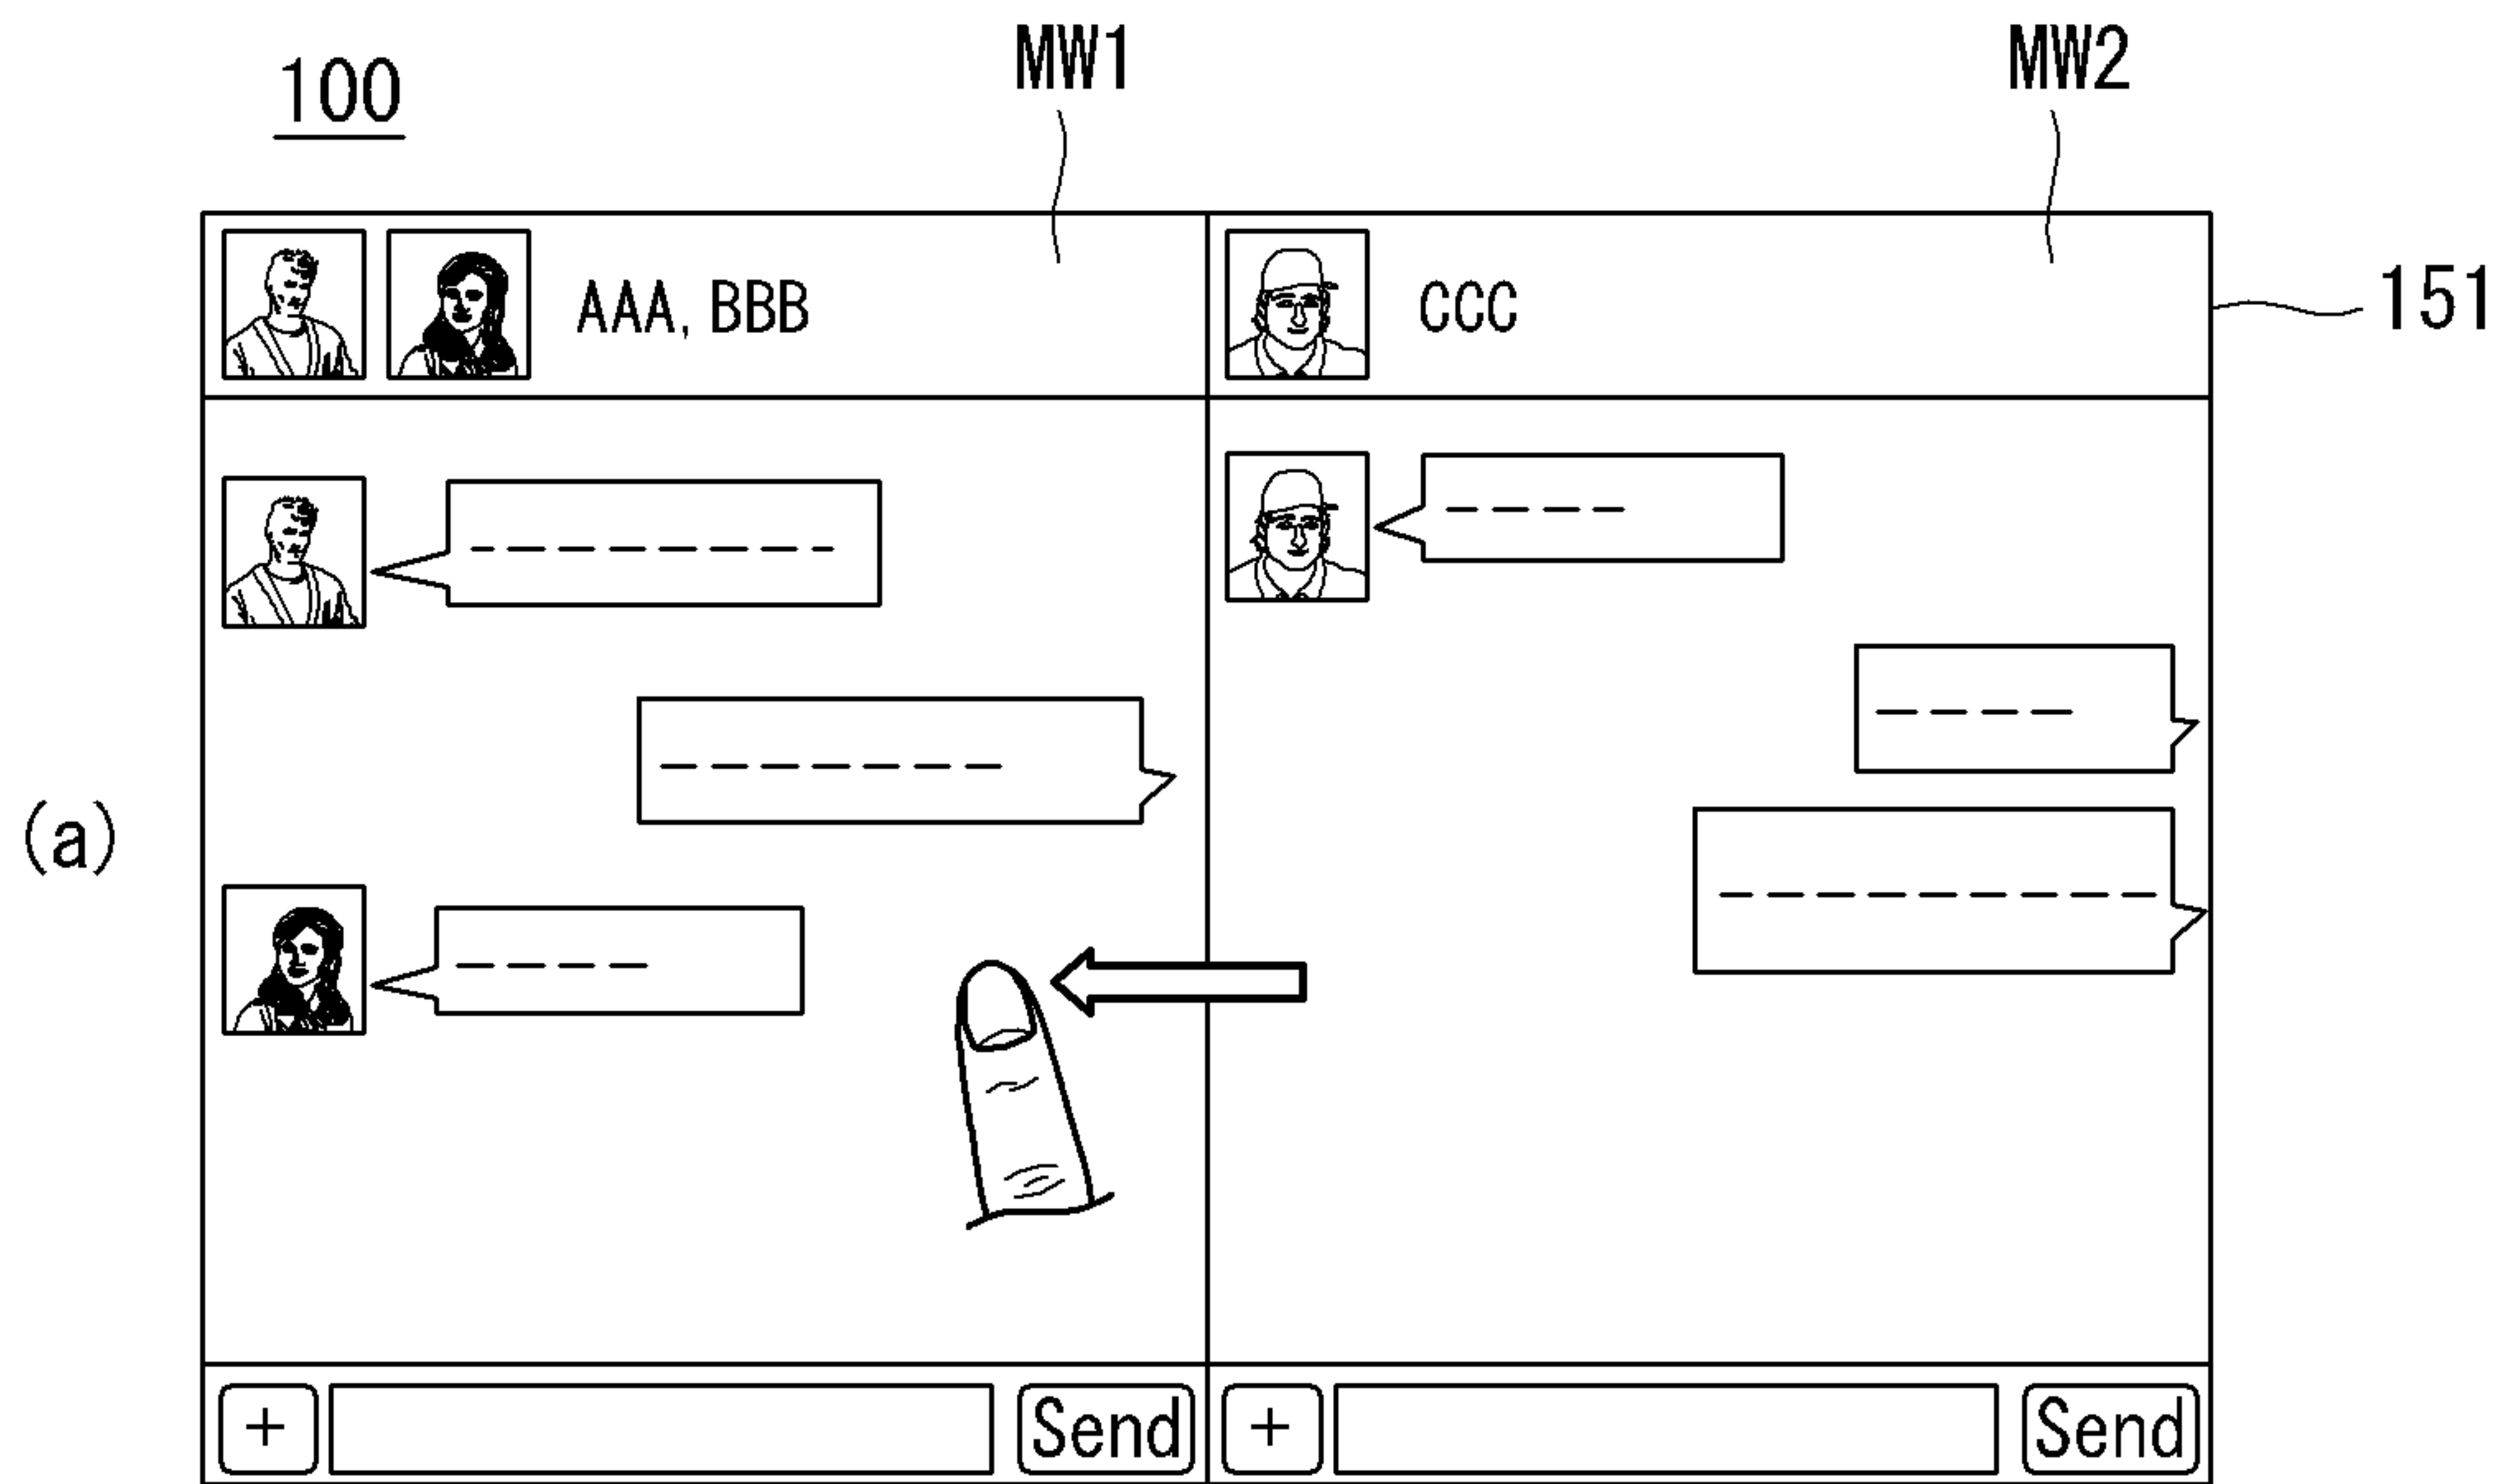 100
MW1
MW2
AAA, BBB
CCC
151
(a)
+
Send
+
Send